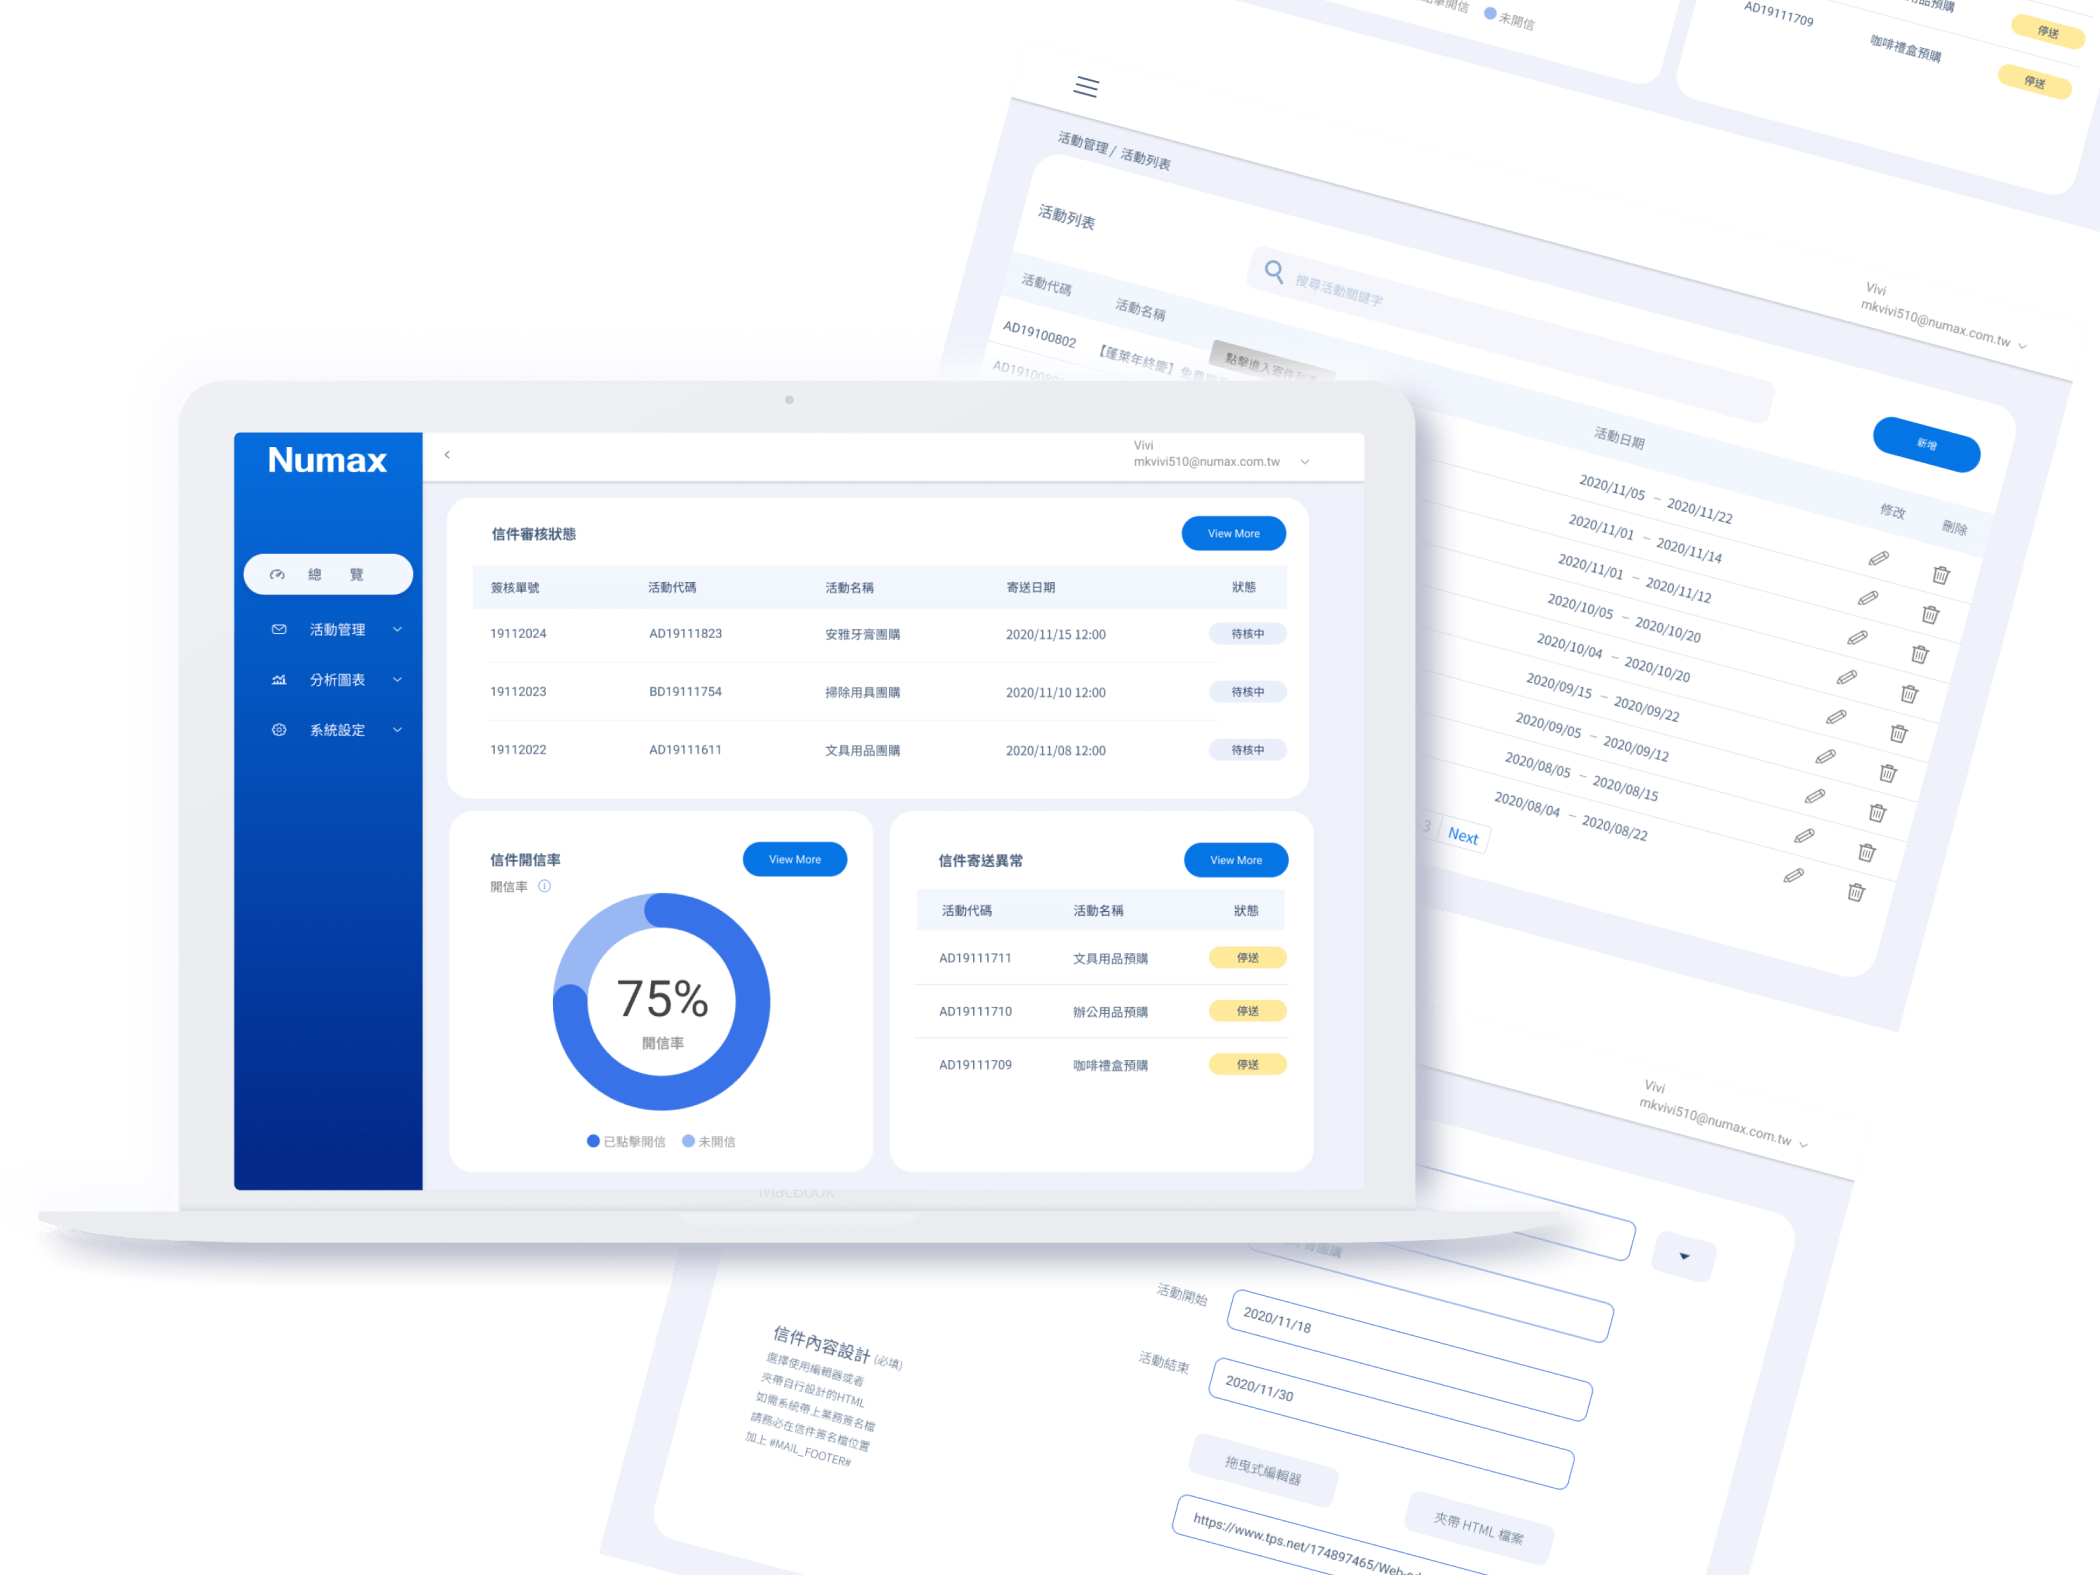 Numax
總 覽
活動管理
分析圖表
系統設定
Vivi
mkvivi510@numax.com.tw
信件審核狀態
View More
簽核單號 活動代碼 活動名稱 寄送日期 狀態
19112024 AD19111823 安雅牙膏團購 2020/11/15 12:00 待核中
19112023 BD19111754 掃除用具團購 2020/11/10 12:00 待核中
19112022 AD19111611 文具用品團購 2020/11/08 12:00 待核中
信件開信率
View More
開信率
75%
開信率
已點擊開信 未開信
信件寄送異常
View More
活動代碼 活動名稱 狀態
AD19111711 文具用品預購 停送
AD19111710 辦公用品預購 停送
AD19111709 咖啡禮盒預購 停送
MacBook
未開信
停送
AD19111709 咖啡禮盒預購 停送
活動管理 / 活動列表
Vivi
mkvivi510@numax.com.tw
活動列表
搜尋活動關鍵字
新增
活動代碼 活動名稱 活動日期 修改 刪除
AD19100802 【蓬萊年終慶】免費
點擊進入寄件列表
2020/11/05 – 2020/11/22
2020/11/01 – 2020/11/14
2020/11/01 – 2020/11/12
2020/10/05 – 2020/10/20
2020/10/04 – 2020/10/20
2020/09/15 – 2020/09/22
2020/09/05 – 2020/09/12
2020/08/05 – 2020/08/15
2020/08/04 – 2020/08/22
3 Next
Vivi
mkvivi510@numax.com.tw
團購
活動開始
2020/11/18
活動結束
2020/11/30
信件內容設計 (必填)
選擇使用編輯器或者
夾帶自行設計的HTML
如需系統帶上業務簽名檔
請務必在信件簽名檔位置
加上 #MAIL_FOOTER#
拖曳式編輯器
夾帶 HTML 檔案
https://www.tps.net/174897465/Web-ed